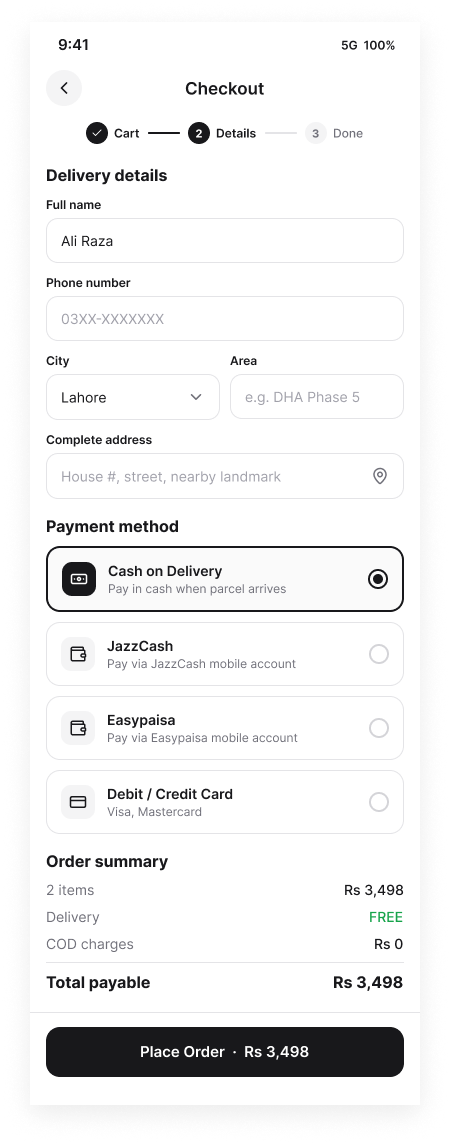 9:41 5G 100%
Checkout
Cart 2 Details 3 Done
Delivery details
Full name
Ali Raza
Phone number
03XX-XXXXXXX
City Area
Lahore e.g. DHA Phase 5
Complete address
House #, street, nearby landmark
Payment method
Cash on Delivery
Pay in cash when parcel arrives
JazzCash
Pay via JazzCash mobile account
Easypaisa
Pay via Easypaisa mobile account
Debit / Credit Card
Visa, Mastercard
Order summary
2 items Rs 3,498
Delivery FREE
COD charges Rs 0
Total payable Rs 3,498
Place Order · Rs 3,498